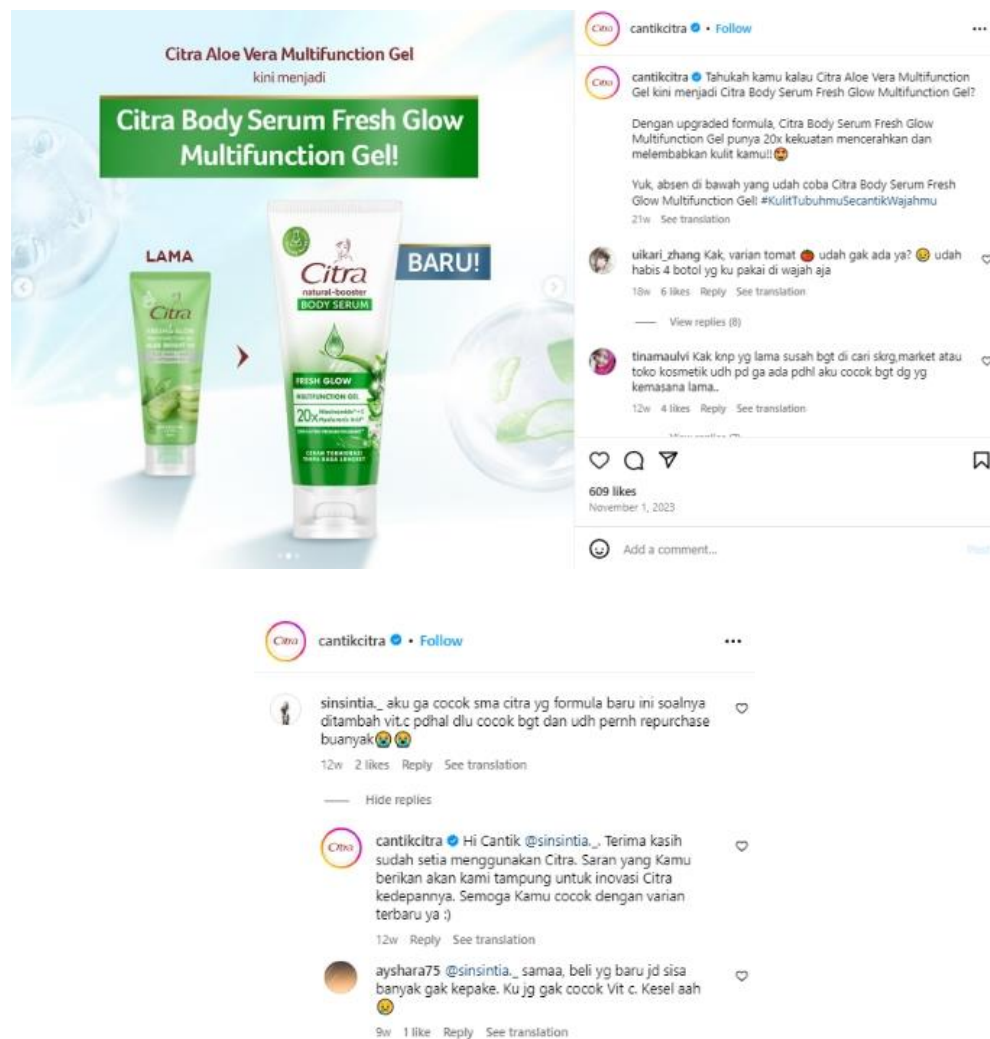 Citra Aloe Vera Multifunction Gel
kini menjadi
Citra Body Serum Fresh Glow
Multifunction Gel!
LAMA
BARU!
Citra
Citra
natural-booster
BODY SERUM
FRESH GLOW
MULTIFUNCTION GEL
20x
Citra
cantikcitra • Follow
•••
Citra
cantikcitra Tahukah kamu kalau Citra Aloe Vera Multifunction
Gel kini menjadi Citra Body Serum Fresh Glow Multifunction Gel?
Dengan upgraded formula, Citra Body Serum Fresh Glow
Multifunction Gel punya 20x kekuatan mencerahkan dan
melembabkan kulit kamu!!😍
Yuk, absen di bawah yang udah coba Citra Body Serum Fresh
Glow Multifunction Gel! #KulitTubuhmuSecantikWajahmu
21w See translation
uikari_zhang Kak, varian tomat 🍅 udah gak ada ya? 😥 udah
habis 4 botol yg ku pakai di wajah aja
18w 6 likes Reply See translation
View replies (8)
tinamaulvi Kak knp yg lama susah bgt di cari skrg,market atau
toko kosmetik udh pd ga ada pdhl aku cocok bgt dg yg
kemasana lama..
12w 4 likes Reply See translation
609 likes
November 1, 2023
Add a comment...
Post
Citra
cantikcitra • Follow
•••
sinsintia._ aku ga cocok sma citra yg formula baru ini soalnya
ditambah vit.c pdhal dlu cocok bgt dan udh pernh repurchase
buanyak😭😭
12w 2 likes Reply See translation
Hide replies
Citra
cantikcitra Hi Cantik @sinsintia._. Terima kasih
sudah setia menggunakan Citra. Saran yang Kamu
berikan akan kami tampung untuk inovasi Citra
kedepannya. Semoga Kamu cocok dengan varian
terbaru ya :)
12w Reply See translation
ayshara75 @sinsintia._ samaa, beli yg baru jd sisa
banyak gak kepake. Ku jg gak cocok Vit c. Kesel aah
😢
9w 1 like Reply See translation